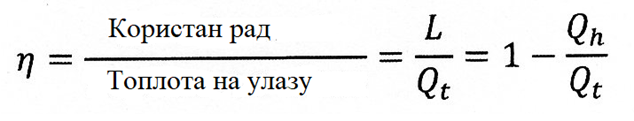 η = Користан рад / Топлота на улазу = L / Q_t = 1 − Q_h / Q_t